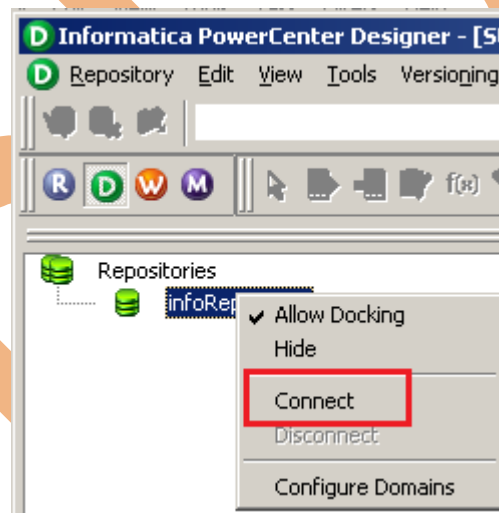 Informatica PowerCenter Designer - [S
Repository Edit View Tools Versioning
R D W M f(x)
Repositories
infoRep
Allow Docking
Hide
Connect
Disconnect
Configure Domains